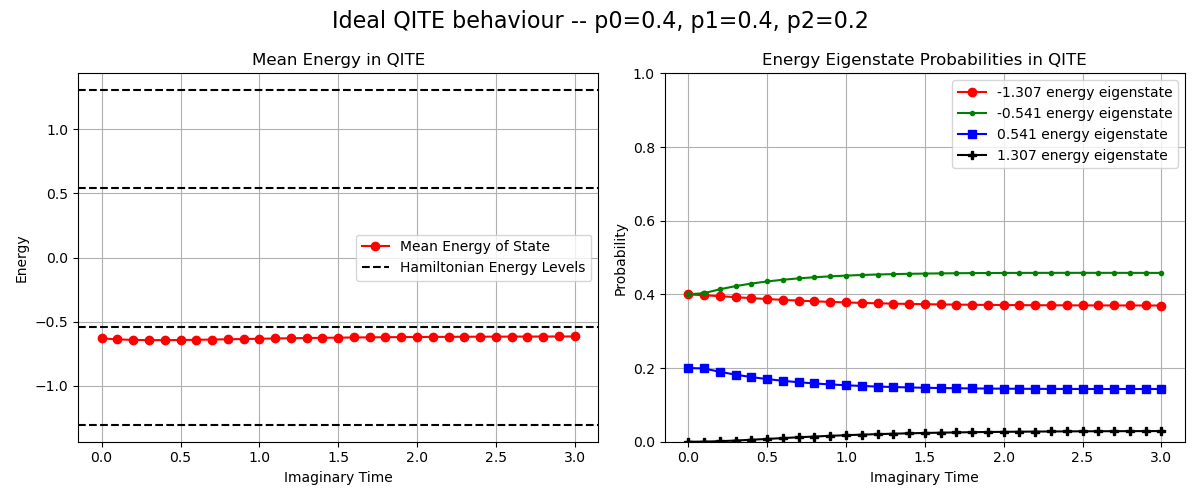 Ideal QITE behaviour -- p0=0.4, p1=0.4, p2=0.2
Mean Energy in QITE
Energy
1.0
0.5
0.0
−0.5
−1.0
Mean Energy of State
Hamiltonian Energy Levels
0.0 0.5 1.0 1.5 2.0 2.5 3.0
Imaginary Time
Energy Eigenstate Probabilities in QITE
Probability
1.0
0.8
0.6
0.4
0.2
0.0
-1.307 energy eigenstate
-0.541 energy eigenstate
0.541 energy eigenstate
1.307 energy eigenstate
0.0 0.5 1.0 1.5 2.0 2.5 3.0
Imaginary Time